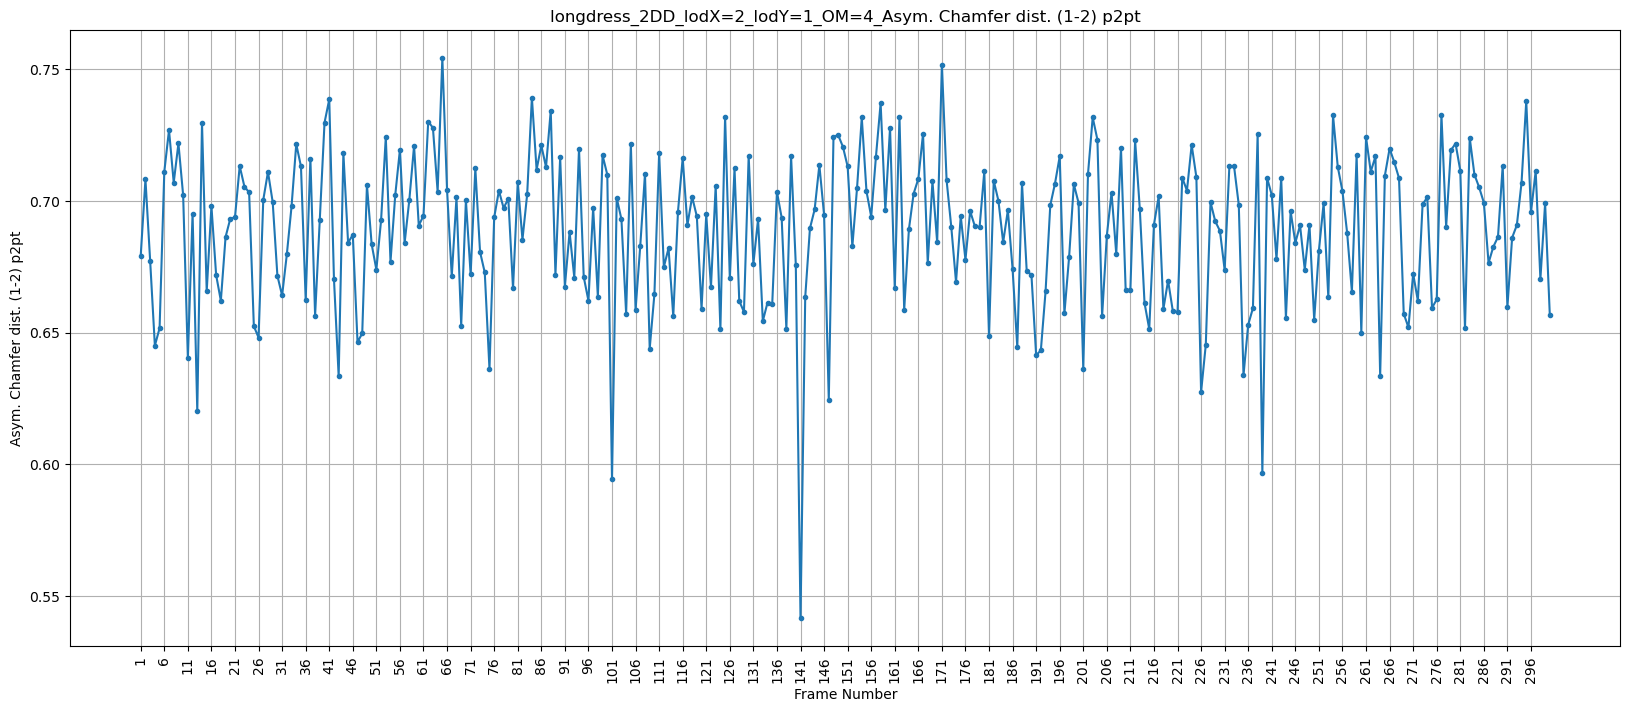 longdress_2DD_lodX=2_lodY=1_OM=4_Asym. Chamfer dist. (1-2) p2pt
Asym. Chamfer dist. (1-2) p2pt
0.75
0.70
0.65
0.60
0.55
1 6 11 16 21 26 31 36 41 46 51 56 61 66 71 76 81 86 91 96 101 106 111 116 121 126 131 136 141 146 151 156 161 166 171 176 181 186 191 196 201 206 211 216 221 226 231 236 241 246 251 256 261 266 271 276 281 286 291 296
Frame Number